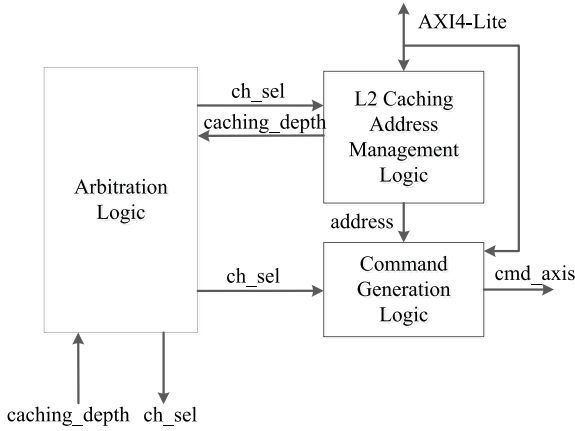 AXI4-Lite
ch_sel
caching_depth
L2 Caching
Address
Management
Logic
Arbitration
Logic
address
ch_sel
Command
Generation
Logic
cmd_axis
caching_depth
ch_sel